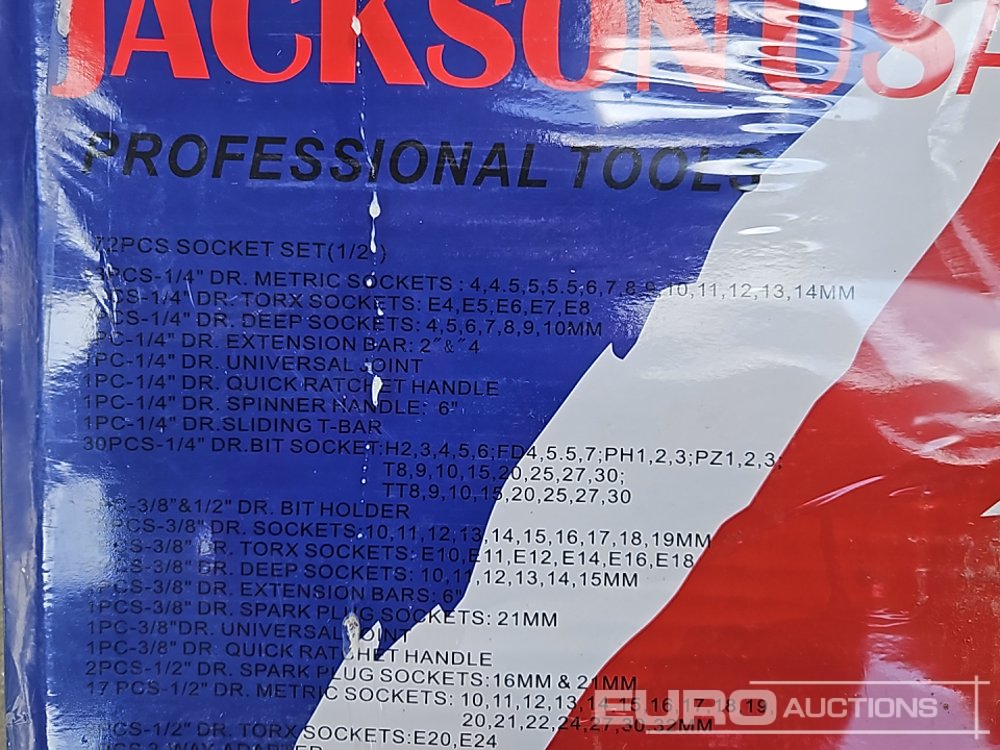 JACKSON USA
PROFESSIONAL TOOLS
72PCS SOCKET SET(1/2")
PCS-1/4" DR. METRIC SOCKETS : 4,4.5,5,5.5,6,7,8,9,10,11,12,13,14MM
PCS-1/4" DR. TORX SOCKETS: E4,E5,E6,E7,E8
PCS-1/4" DR. DEEP SOCKETS: 4,5,6,7,8,9,10MM
1PC-1/4" DR. EXTENSION BAR: 2"&"4
1PC-1/4" DR. UNIVERSAL JOINT
1PC-1/4" DR. QUICK RATCHET HANDLE
1PC-1/4" DR. SPINNER HANDLE: 6"
1PC-1/4" DR.SLIDING T-BAR
30PCS-1/4" DR.BIT SOCKET:H2,3,4,5,6;FD4,5.5,7;PH1,2,3;PZ1,2,3,
T8,9,10,15,20,25,27,30;
TT8,9,10,15,20,25,27,30
-3/8"&1/2" DR. BIT HOLDER
PCS-3/8" DR. SOCKETS:10,11,12,13,14,15,16,17,18,19MM
S-3/8" DR. TORX SOCKETS: E10,E11,E12,E14,E16,E18
S-3/8" DR. DEEP SOCKETS: 10,11,12,13,14,15MM
PCS-3/8" DR. EXTENSION BARS: 6"
1PCS-3/8" DR. SPARK PLUG SOCKETS: 21MM
1PC-3/8"DR. UNIVERSAL JOINT
1PC-3/8" DR. QUICK RATCHET HANDLE
2PCS-1/2" DR. SPARK PLUG SOCKETS:16MM & 21MM
17 PCS-1/2" DR. METRIC SOCKETS : 10,11,12,13,14,15,16,17,18,19,
20,21,22,24,27,30,32MM
PCS-1/2" DR. TORX SOCKETS:E20,E24
PCS 3-WAY ADAPTER
EURO AUCTIONS